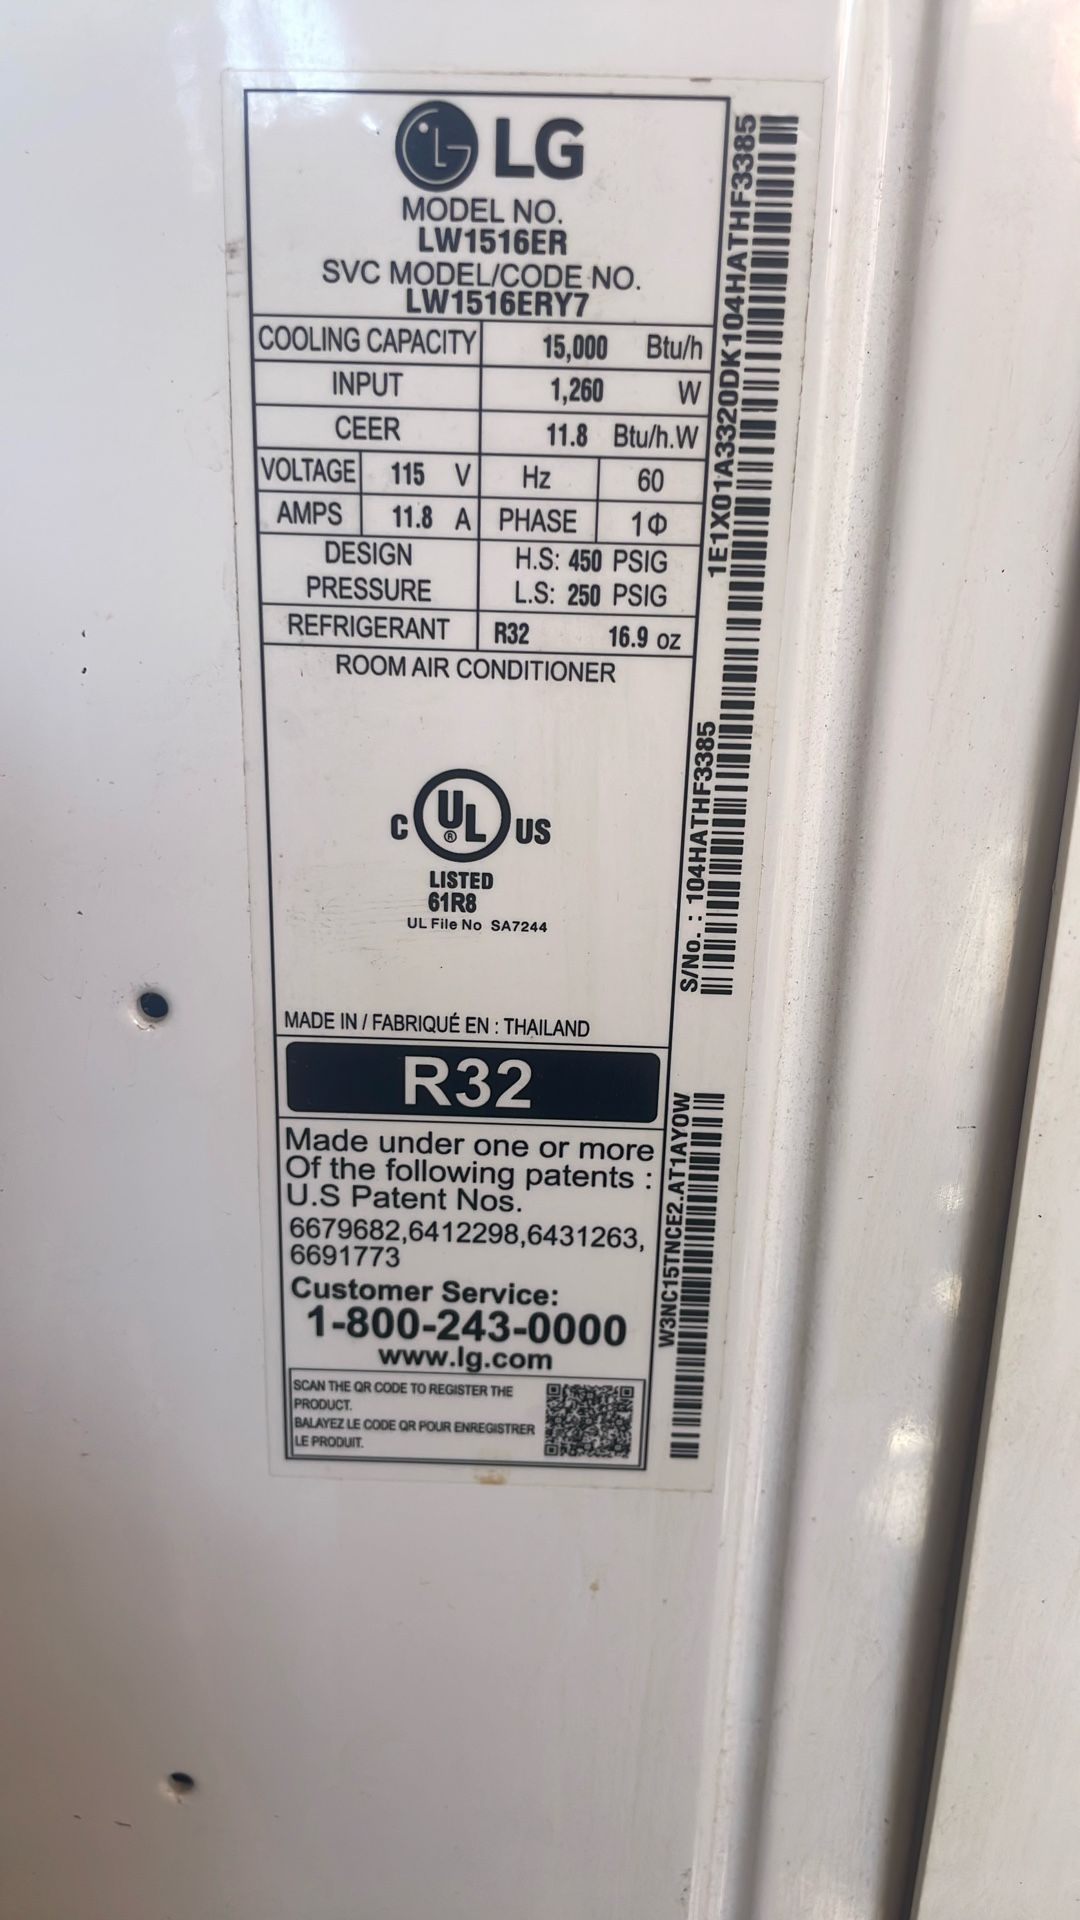 LG
MODEL NO.
LW1516ER
SVC MODEL/CODE NO.
LW1516ERY7
COOLING CAPACITY 15,000 Btu/h
INPUT 1,260 W
CEER 11.8 Btu/h.W
VOLTAGE 115 V Hz 60
AMPS 11.8 A PHASE 1Φ
DESIGN PRESSURE H.S: 450 PSIG
L.S: 250 PSIG
REFRIGERANT R32 16.9 oz
ROOM AIR CONDITIONER
C UL ® US
LISTED
61R8
UL File No SA7244
MADE IN / FABRIQUÉ EN : THAILAND
R32
Made under one or more
Of the following patents :
U.S Patent Nos.
6679682,6412298,6431263,
6691773
Customer Service:
1-800-243-0000
www.lg.com
SCAN THE QR CODE TO REGISTER THE
PRODUCT.
BALAYEZ LE CODE QR POUR ENREGISTRER
LE PRODUIT.
1E1X01A3320DK104HATHF3385
S/No. : 104HATHF3385
W3NC15TNCE2.AT1AYOW